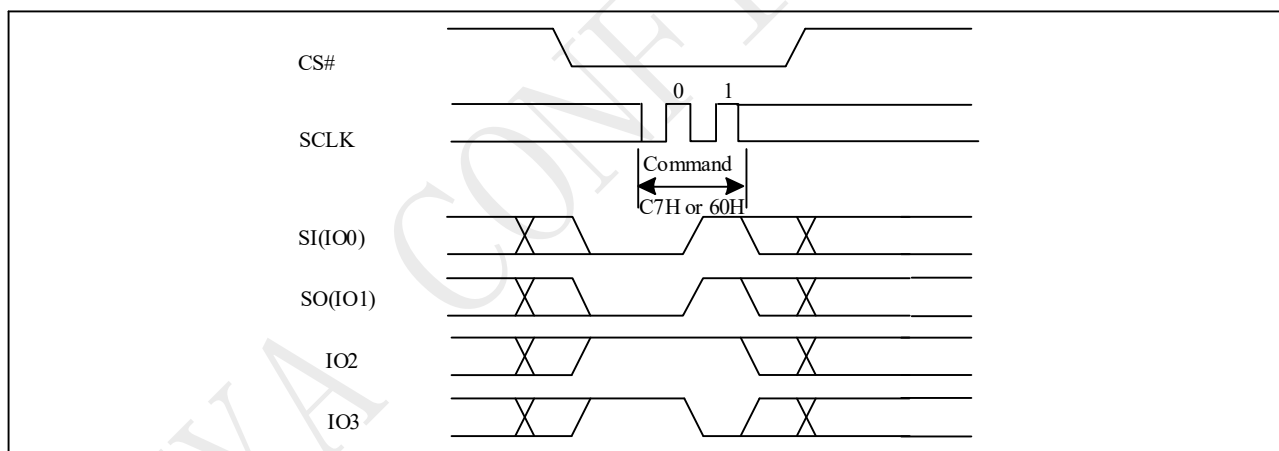 CS#
0 1
SCLK
Command
C7H or 60H
SI(IO0)
SO(IO1)
IO2
IO3